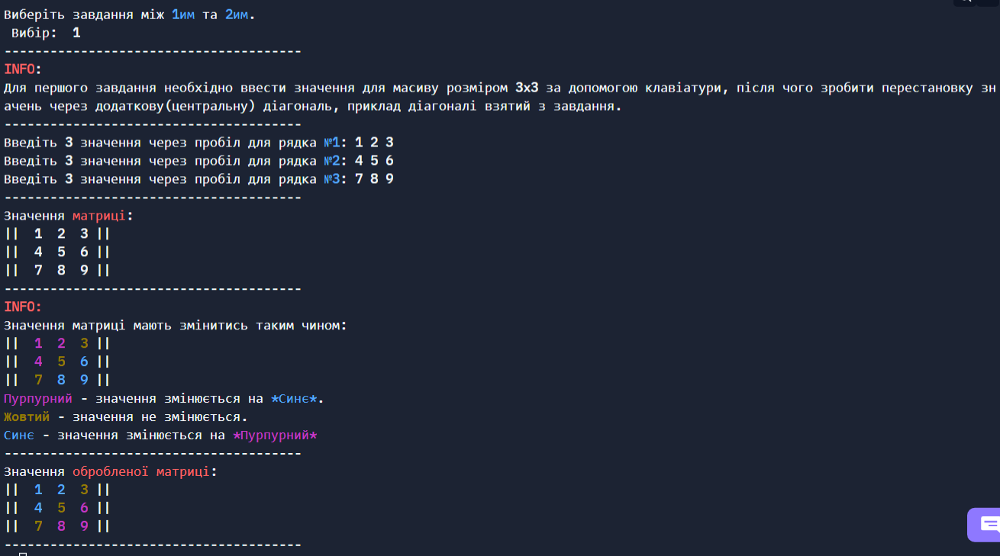 Виберіть завдання між 1им та 2им.
Вибір: 1
---------------------------------------
INFO:
Для першого завдання необхідно ввести значення для масиву розміром 3x3 за допомогою клавіатури, після чого зробити перестановку зн
ачень через додаткову(центральну) діагональ, приклад діагоналі взятий з завдання.
---------------------------------------
Введіть 3 значення через пробіл для рядка №1: 1 2 3
Введіть 3 значення через пробіл для рядка №2: 4 5 6
Введіть 3 значення через пробіл для рядка №3: 7 8 9
---------------------------------------
Значення матриці:
||  1  2  3 ||
||  4  5  6 ||
||  7  8  9 ||
---------------------------------------
INFO:
Значення матриці мають змінитись таким чином:
||  1  2  3 ||
||  4  5  6 ||
||  7  8  9 ||
Пурпурний - значення змінюється на *Синє*.
Жовтий - значення не змінюється.
Синє - значення змінюється на *Пурпурний*
---------------------------------------
Значення обробленої матриці:
||  1  2  3 ||
||  4  5  6 ||
||  7  8  9 ||
---------------------------------------